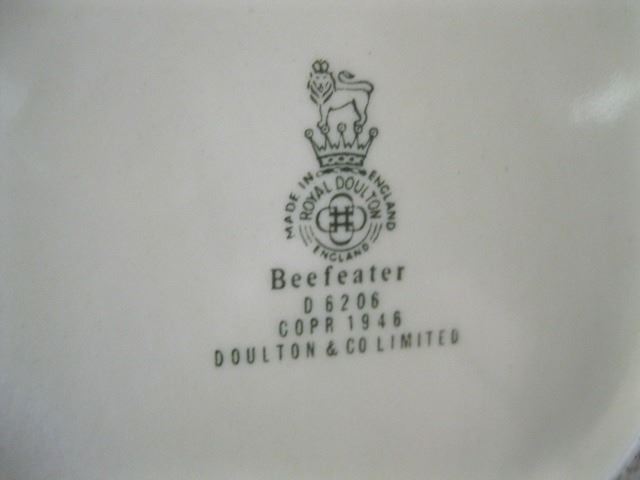 MADE IN ENGLAND
ROYAL DOULTON
ENGLAND
Beefeater
D 6206
COPR 1946
DOULTON & CO LIMITED